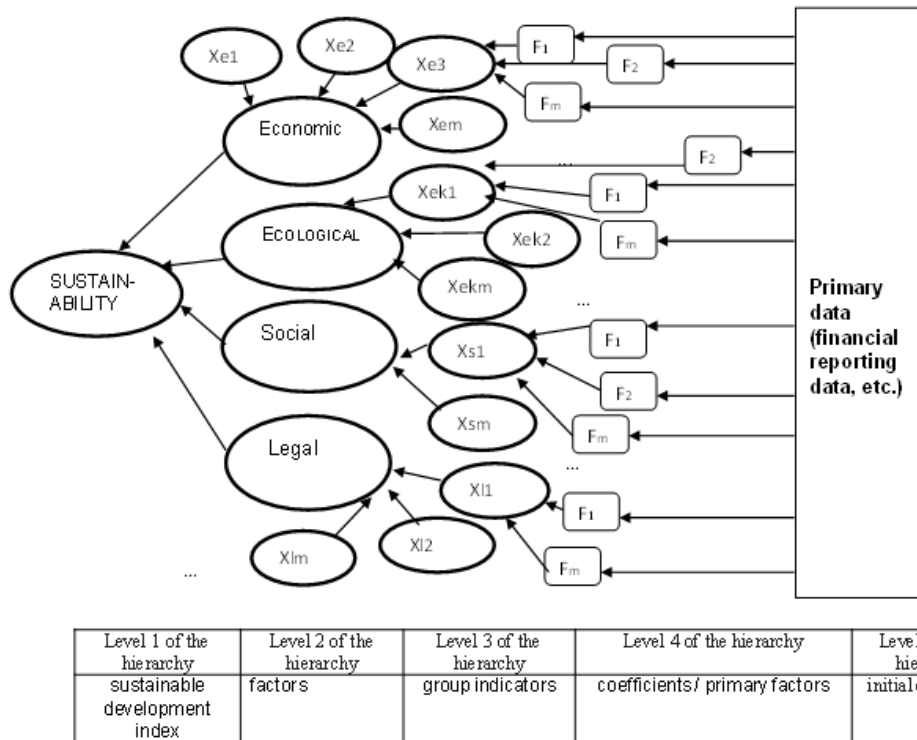 Xe1
Xe2
Xe3
F1
F2
Fm
Economic
Xem
...
F2
Xek1
F1
ECOLOGICAL
Xek2
Fm
SUSTAIN-
ABILITY
Xekm
...
Primary
data
(financial
reporting
data, etc.)
Social
Xs1
F1
F2
Xsm
Fm
Legal
...
Xl1
F1
Xlm
Xl2
Fm
...
Level 1 of the
hierarchy
Level 2 of the
hierarchy
Level 3 of the
hierarchy
Level 4 of the hierarchy
Level
hie
sustainable
development
index
factors
group indicators
coefficients / primary factors
initial